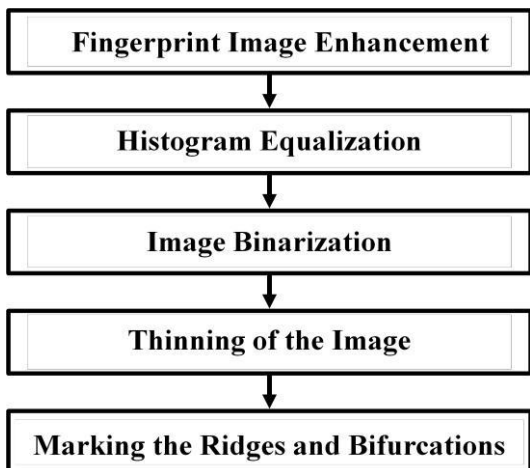 Fingerprint Image Enhancement
Histogram Equalization
Image Binarization
Thinning of the Image
Marking the Ridges and Bifurcations